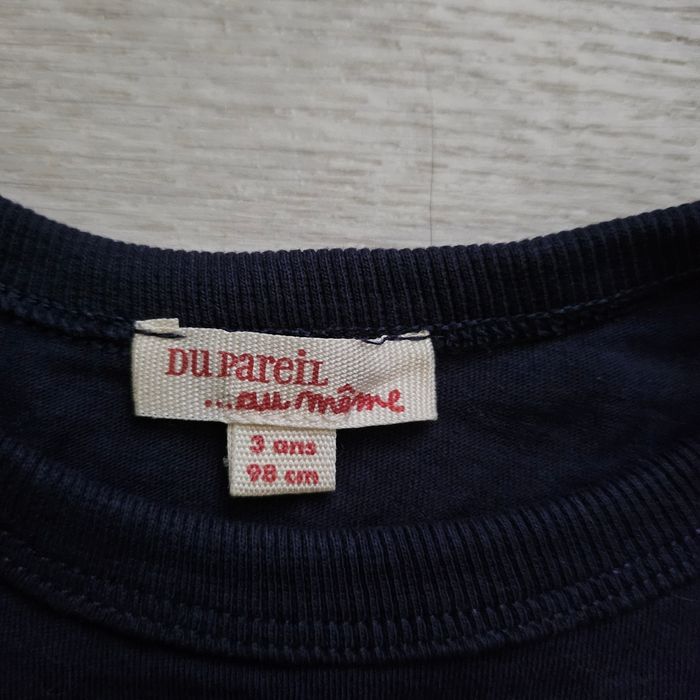 DU PAREIL
...au même
3 ans
98 cm